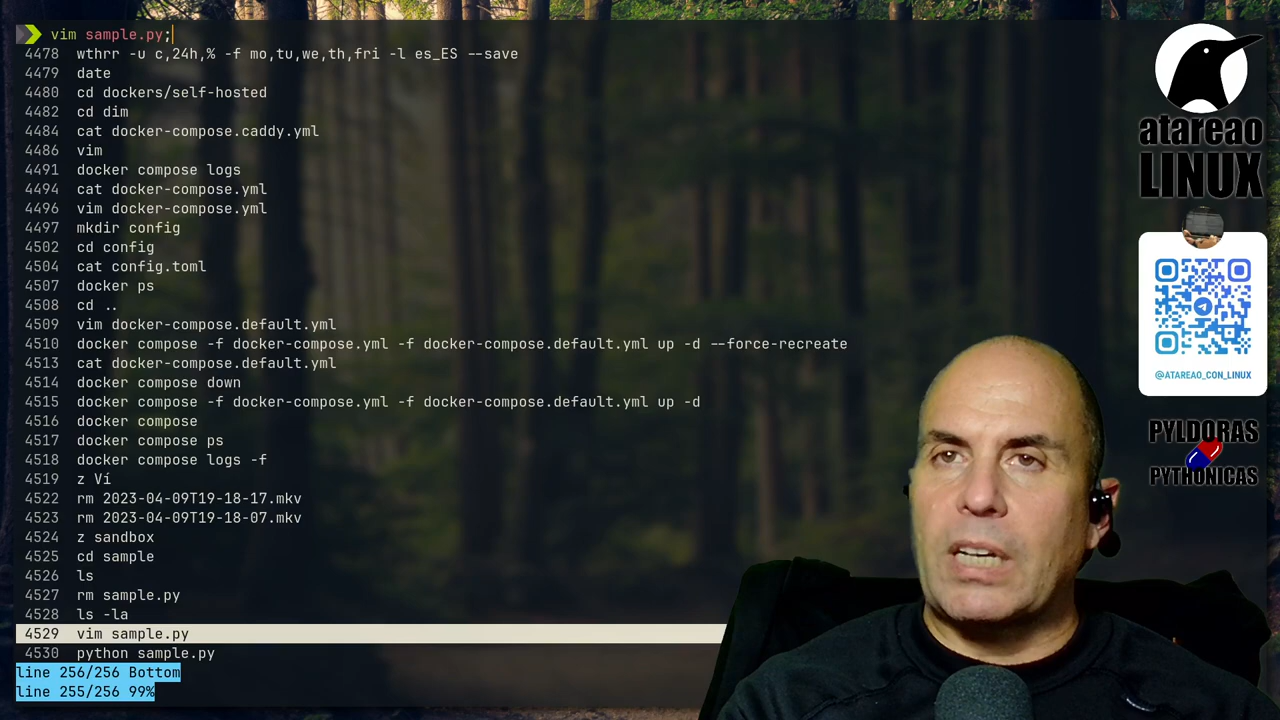 vim sample.py;
4478 wthrr -u c,24h,% -f mo,tu,we,th,fri -l es_ES --save
4479 date
4480 cd dockers/self-hosted
4482 cd dim
4484 cat docker-compose.caddy.yml
4486 vim
4491 docker compose logs
4494 cat docker-compose.yml
4496 vim docker-compose.yml
4497 mkdir config
4502 cd config
4504 cat config.toml
4507 docker ps
4508 cd ..
4509 vim docker-compose.default.yml
4510 docker compose -f docker-compose.yml -f docker-compose.default.yml up -d --force-recreate
4513 cat docker-compose.default.yml
4514 docker compose down
4515 docker compose -f docker-compose.yml -f docker-compose.default.yml up -d
4516 docker compose
4517 docker compose ps
4518 docker compose logs -f
4519 z Vi
4522 rm 2023-04-09T19-18-17.mkv
4523 rm 2023-04-09T19-18-07.mkv
4524 z sandbox
4525 cd sample
4526 ls
4527 rm sample.py
4528 ls -la
4529 vim sample.py
4530 python sample.py
line 256/256 Bottom
line 255/256 99%
atareao
LINUX
@ATAREAO_CON_LINUX
PYLDORAS
PYTHONICAS